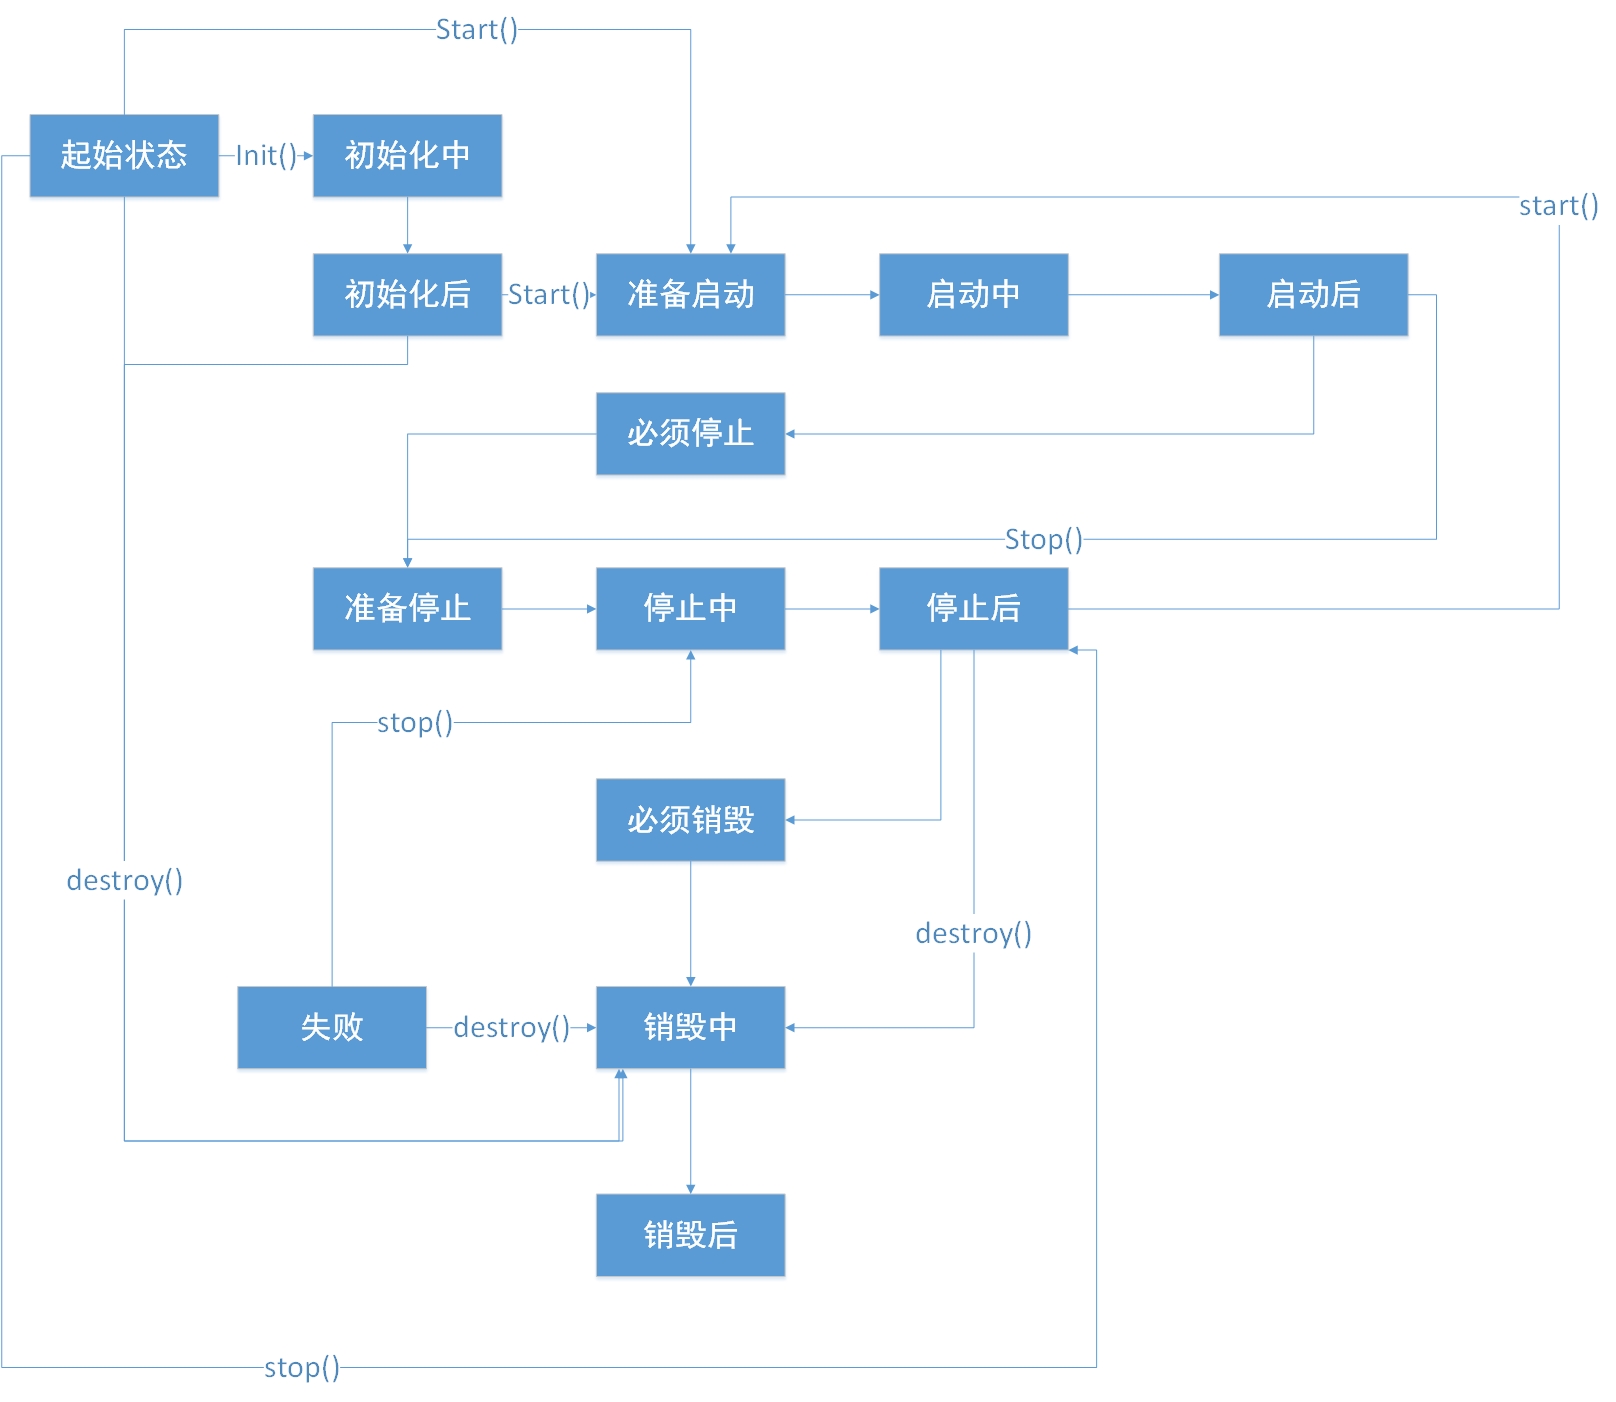 Start()
起始状态
Init()
初始化中
start()
初始化后
Start()
准备启动
启动中
启动后
必须停止
Stop()
准备停止
停止中
停止后
stop()
必须销毁
destroy()
destroy()
失败
destroy()
销毁中
销毁后
stop()